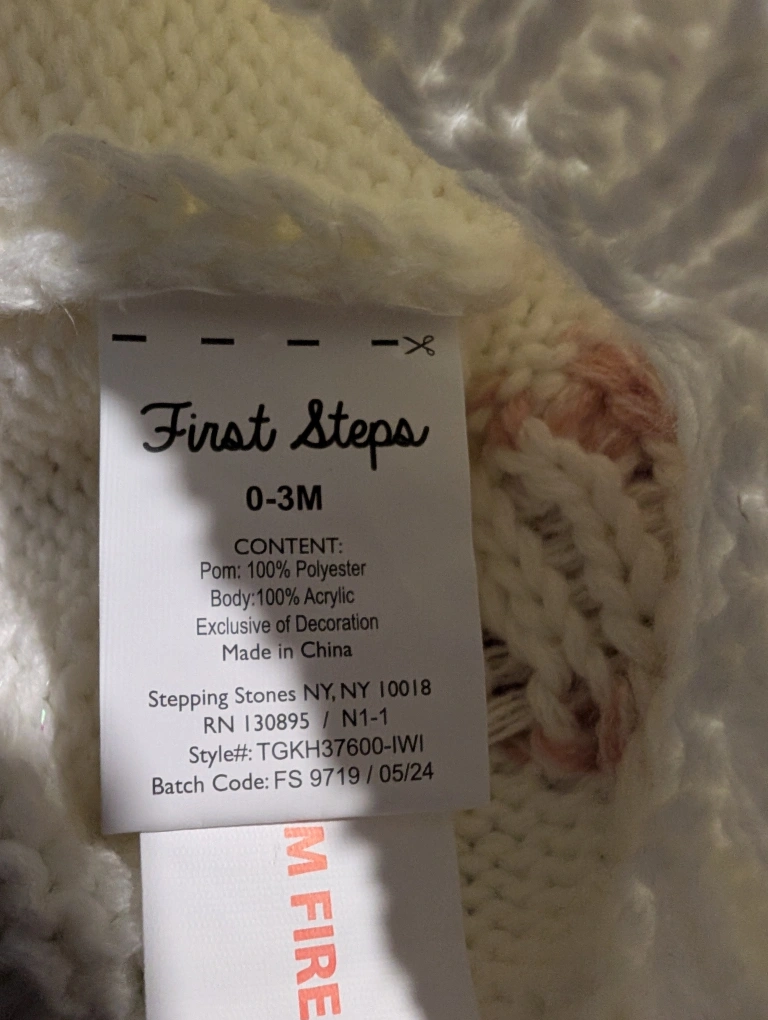 First Steps
0-3M
CONTENT:
Pom: 100% Polyester
Body:100% Acrylic
Exclusive of Decoration
Made in China
Stepping Stones NY, NY 10018
RN 130895 / N1-1
Style#: TGKH37600-IWI
Batch Code: FS 9719 / 05/24
M FIRE